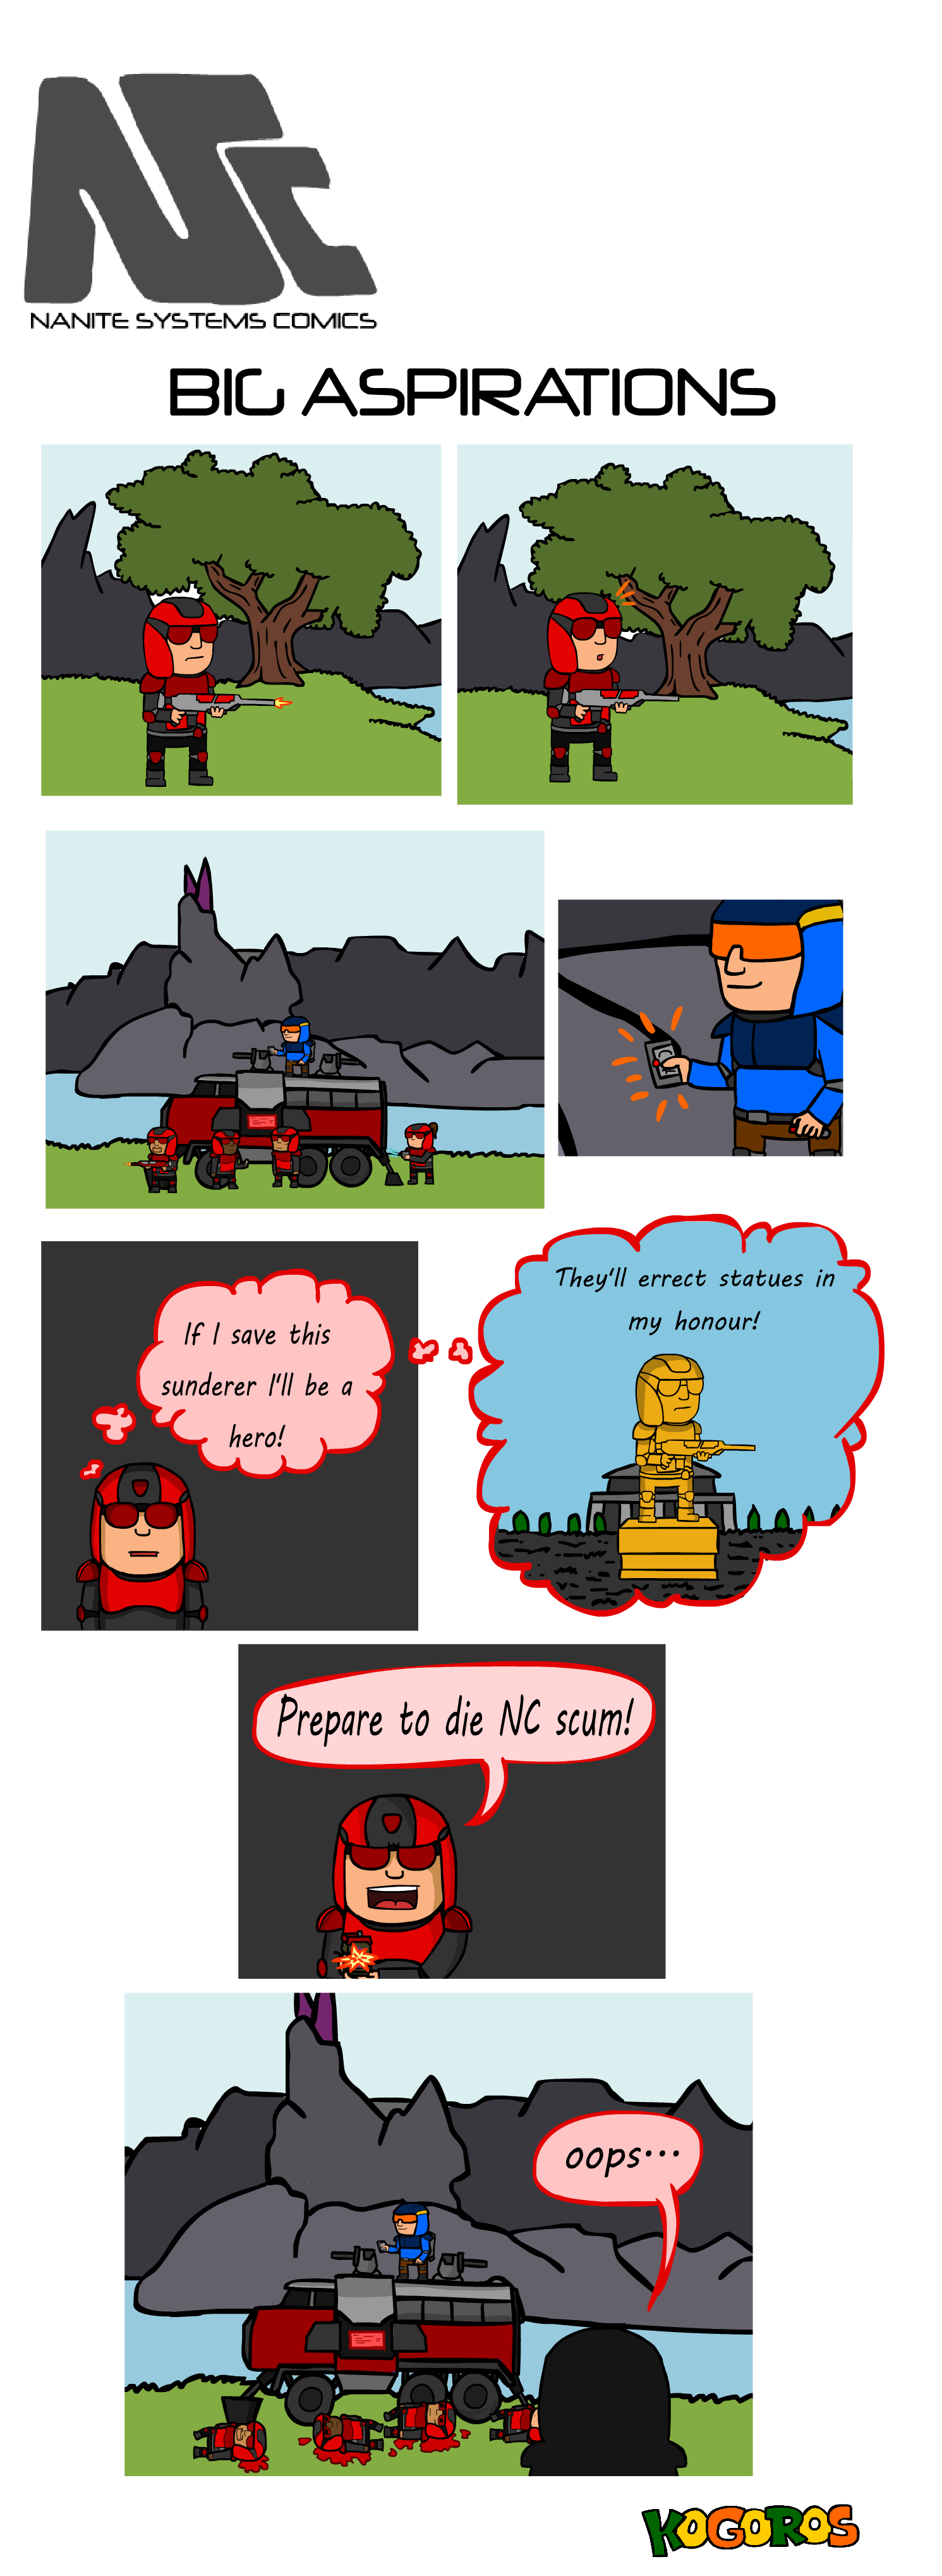 NSC
NANITE SYSTEMS COMICS
BIG ASPIRATIONS
If I save this
sunderer I'll be a
hero!
They'll errect statues in
my honour!
Prepare to die NC scum!
oops...
KOGOROS